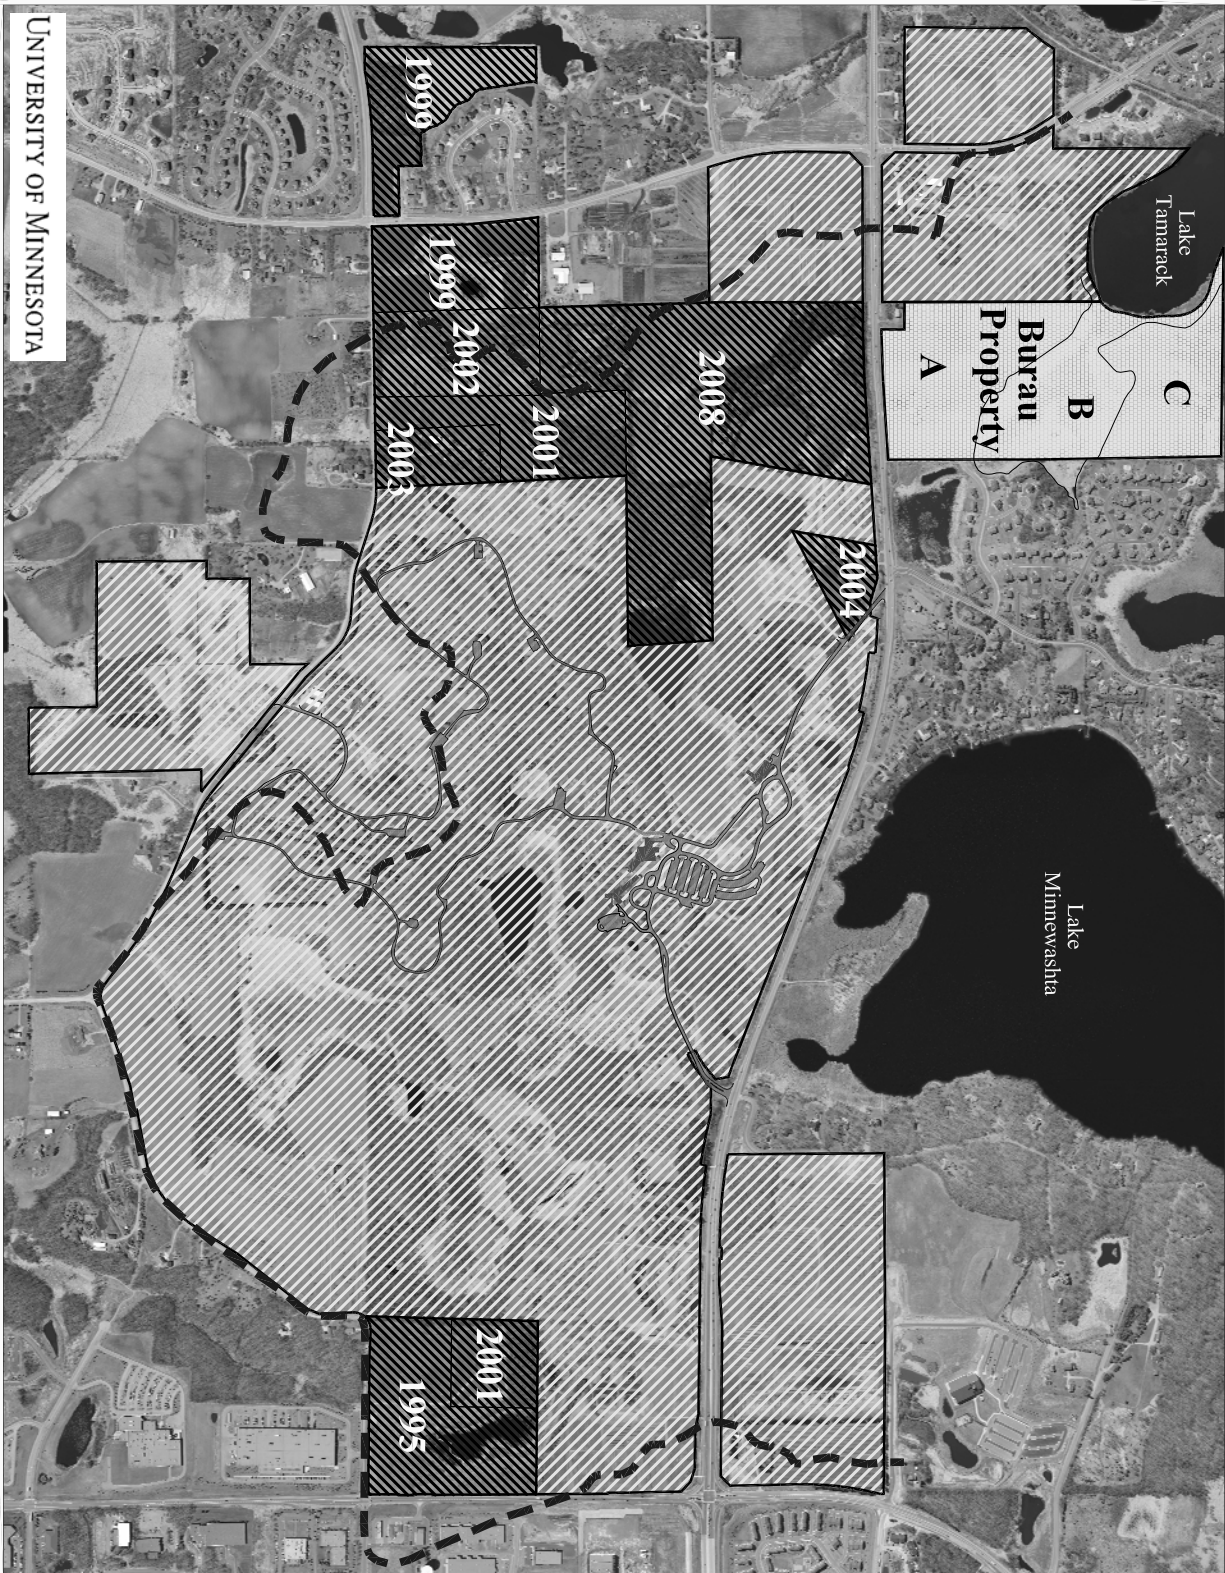 Lake
Tamarack
C
B
Burau
Property
A
2004
2008
2001
2003
2002
1999
1999
Lake
Minnewashta
2001
1995
UNIVERSITY OF MINNESOTA